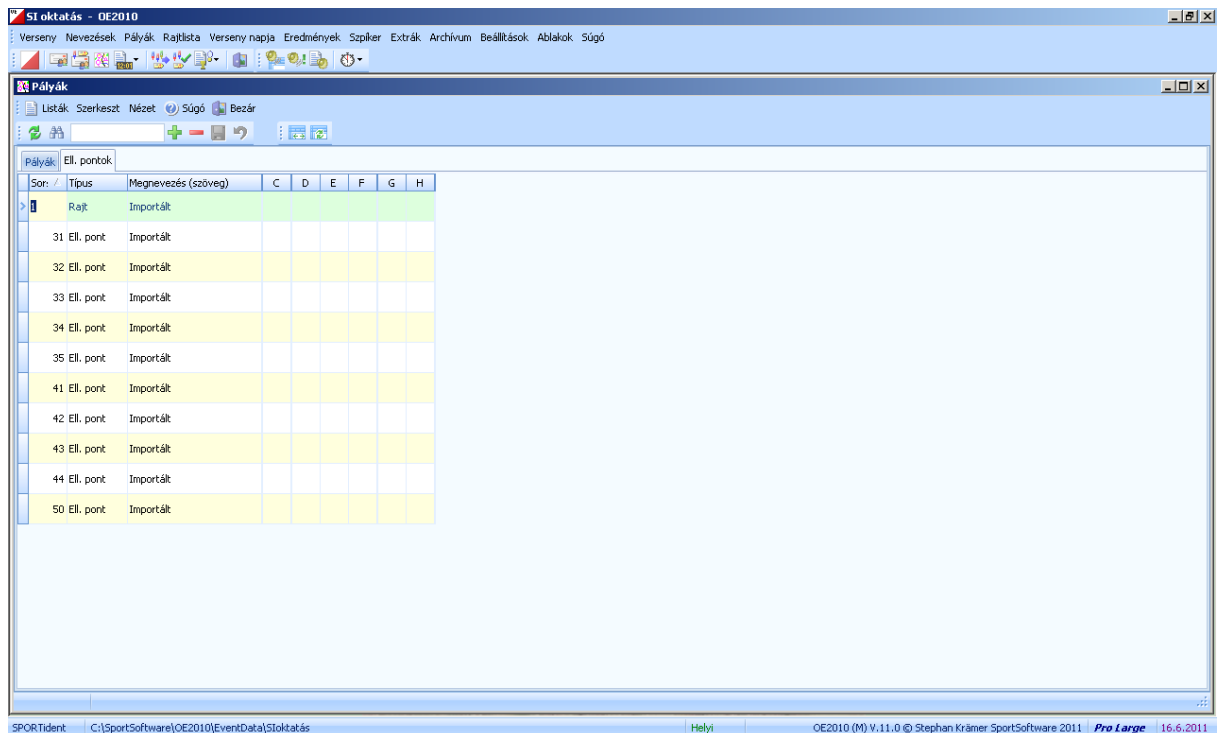 SI oktatás - OE2010
Verseny Nevezések Pályák Rajtlista Verseny napja Eredmények Szpíker Extrák Archívum Beállítások Ablakok Súgó
Pályák
Listák Szerkeszt Nézet Súgó Bezár
Pályák Ell. pontok
Sor: Típus Megnevezés (szöveg) C D E F G H
1 Rajt Importált
31 Ell. pont Importált
32 Ell. pont Importált
33 Ell. pont Importált
34 Ell. pont Importált
35 Ell. pont Importált
41 Ell. pont Importált
42 Ell. pont Importált
43 Ell. pont Importált
44 Ell. pont Importált
50 Ell. pont Importált
SPORTident C:\SportSoftware\OE2010\EventData\SIoktatás Helyi OE2010 (M) V.11.0 © Stephan Krämer SportSoftware 2011 Pro Large 16.6.2011